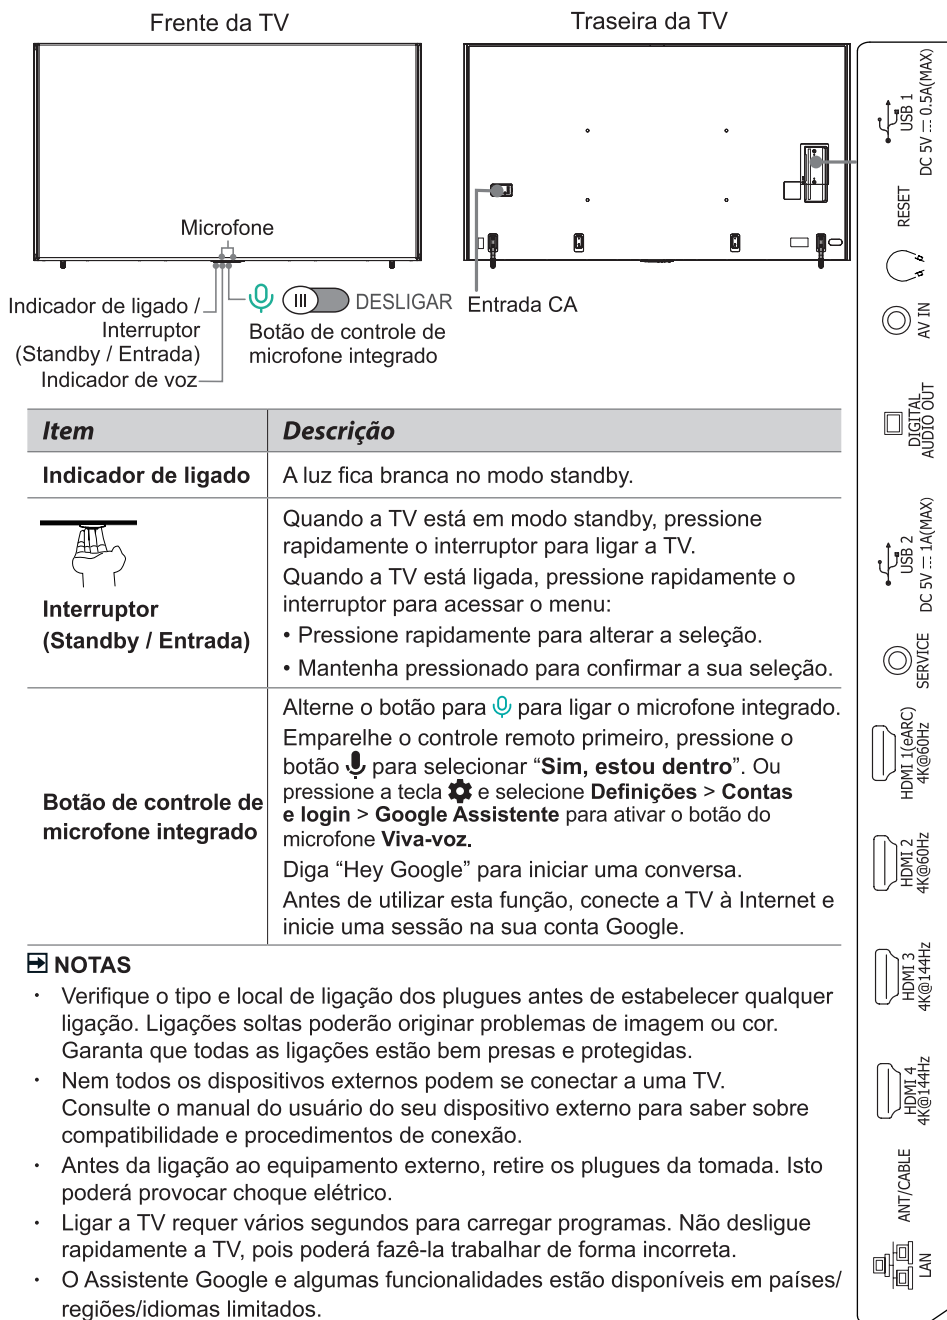 Frente da TV
Traseira da TV
Microfone
Indicador de ligado /
Interruptor
(Standby / Entrada)
Indicador de voz
DESLIGAR
Botão de controle de
microfone integrado
Entrada CA
Item
Descrição
Indicador de ligado
A luz fica branca no modo standby.
Interruptor
(Standby / Entrada)
Quando a TV está em modo standby, pressione
rapidamente o interruptor para ligar a TV.
Quando a TV está ligada, pressione rapidamente o
interruptor para acessar o menu:
• Pressione rapidamente para alterar a seleção.
• Mantenha pressionado para confirmar a sua seleção.
Botão de controle de
microfone integrado
Alterne o botão para para ligar o microfone integrado.
Emparelhe o controle remoto primeiro, pressione o
botão para selecionar “Sim, estou dentro”. Ou
pressione a tecla e selecione Definições > Contas
e login > Google Assistente para ativar o botão do
microfone Viva-voz.
Diga “Hey Google” para iniciar uma conversa.
Antes de utilizar esta função, conecte a TV à Internet e
inicie uma sessão na sua conta Google.
NOTAS
• Verifique o tipo e local de ligação dos plugues antes de estabelecer qualquer
ligação. Ligações soltas poderão originar problemas de imagem ou cor.
Garanta que todas as ligações estão bem presas e protegidas.
• Nem todos os dispositivos externos podem se conectar a uma TV.
Consulte o manual do usuário do seu dispositivo externo para saber sobre
compatibilidade e procedimentos de conexão.
• Antes da ligação ao equipamento externo, retire os plugues da tomada. Isto
poderá provocar choque elétrico.
• Ligar a TV requer vários segundos para carregar programas. Não desligue
rapidamente a TV, pois poderá fazê-la trabalhar de forma incorreta.
• O Assistente Google e algumas funcionalidades estão disponíveis em países/
regiões/idiomas limitados.
USB 1
DC 5V ⎓ 0.5A(MAX)
RESET
AV IN
DIGITAL
AUDIO OUT
USB 2
DC 5V ⎓ 1A(MAX)
SERVICE
HDMI 1(eARC)
4K@60Hz
HDMI 2
4K@60Hz
HDMI 3
4K@144Hz
HDMI 4
4K@144Hz
ANT/CABLE
LAN